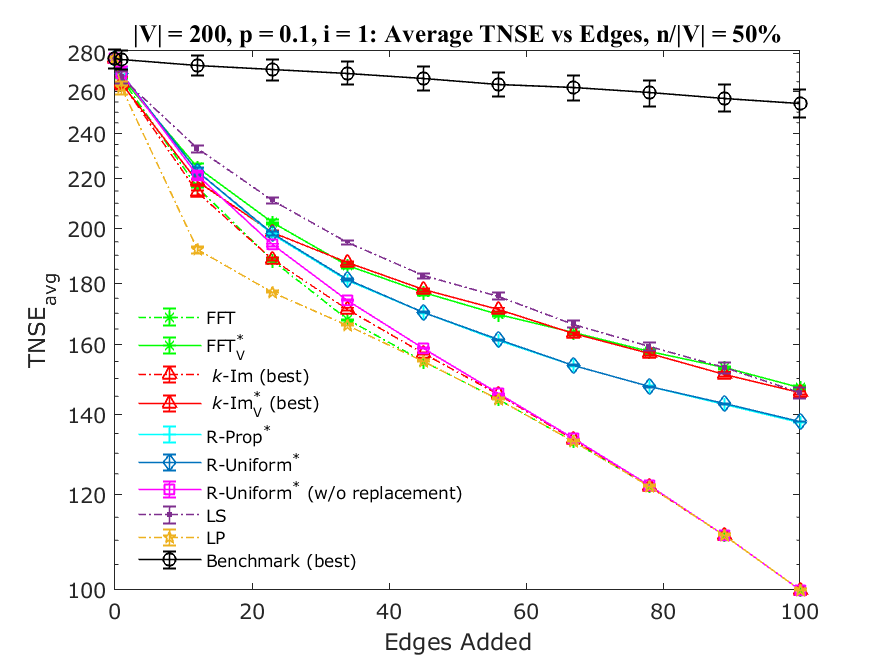 |V| = 200, p = 0.1, i = 1: Average TNSE vs Edges, n/|V| = 50%
280
260
240
220
200
180
160
140
120
100
TNSE_avg
FFT
FFT*_V
k-Im (best)
k-Im*_V (best)
R-Prop*
R-Uniform*
R-Uniform* (w/o replacement)
LS
LP
Benchmark (best)
0 20 40 60 80 100
Edges Added